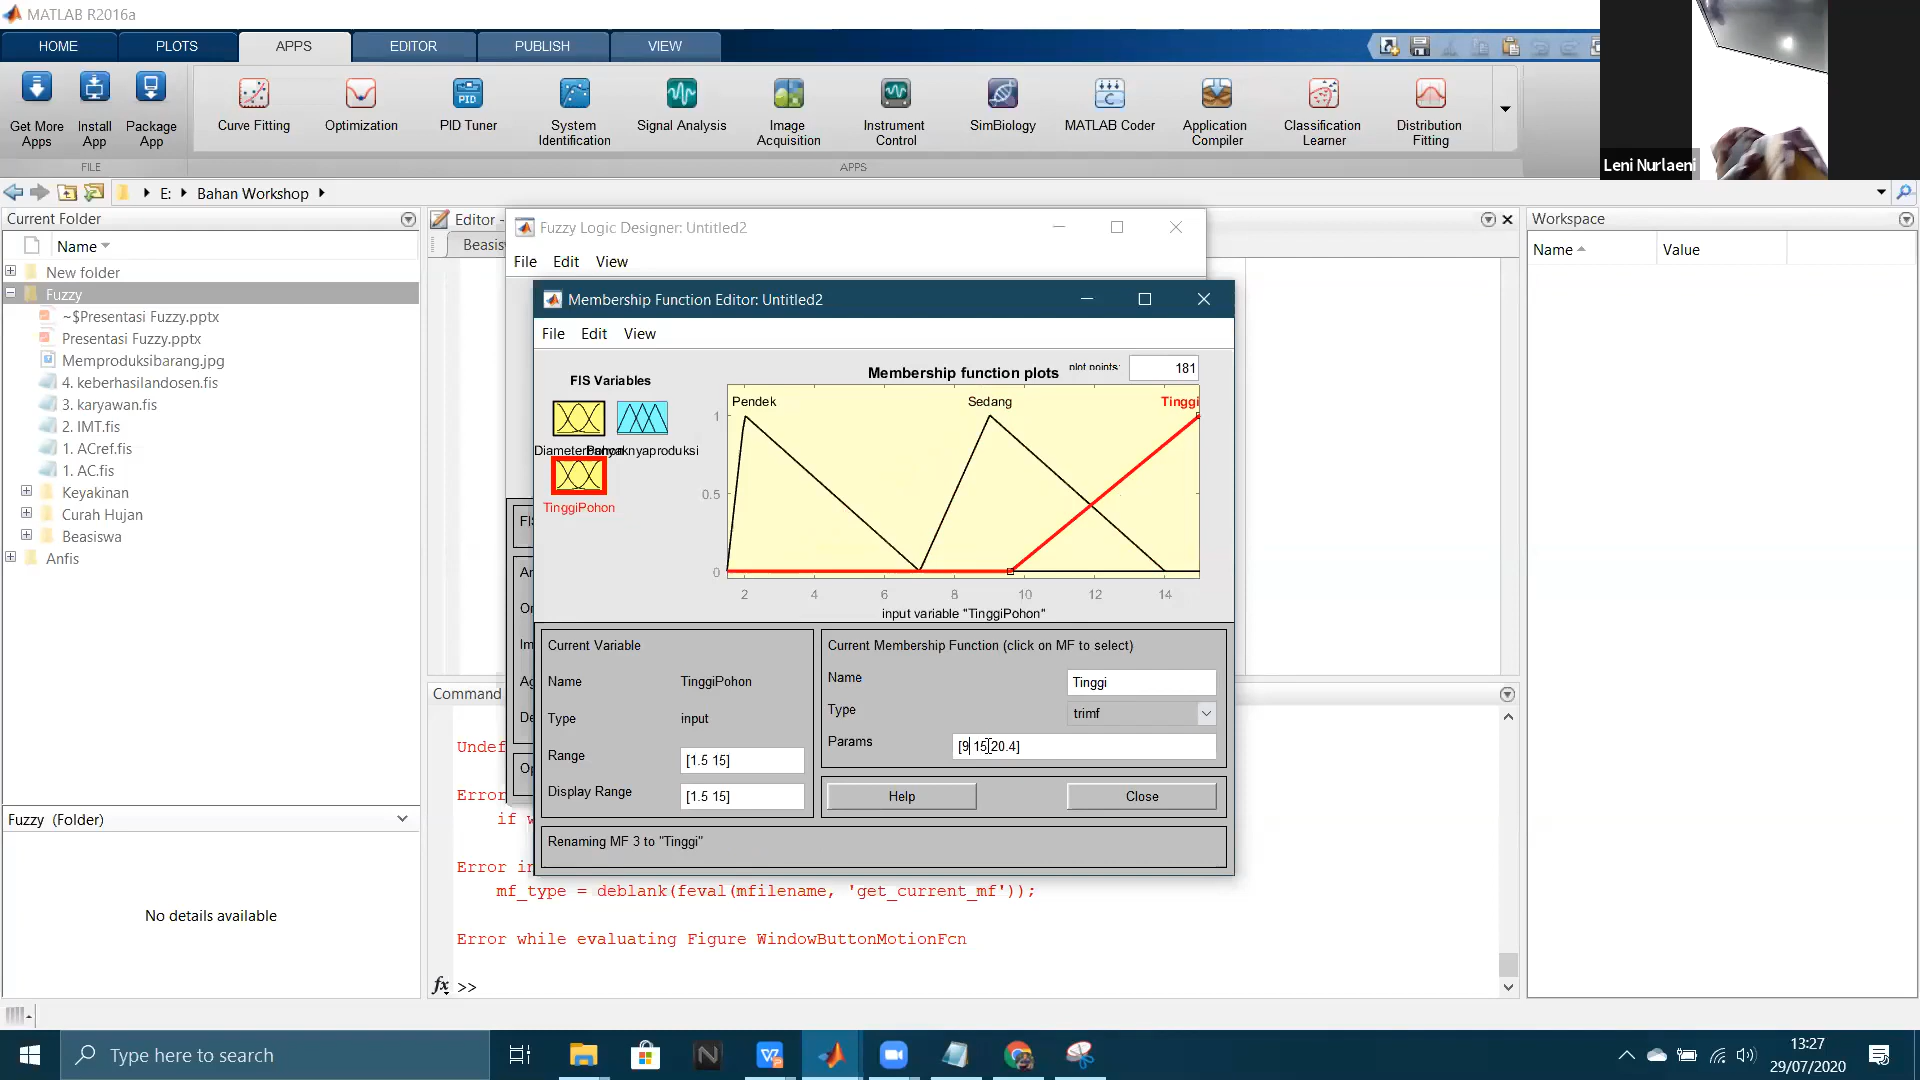 MATLAB R2016a
HOME PLOTS APPS EDITOR PUBLISH VIEW
Get More Apps
Install App
Package App
Curve Fitting
Optimization
PID Tuner
System Identification
Signal Analysis
Image Acquisition
Instrument Control
SimBiology
MATLAB Coder
Application Compiler
Classification Learner
Distribution Fitting
FILE
APPS
Leni Nurlaeni
E: Bahan Workshop
Current Folder
Name
New folder
Fuzzy
~$Presentasi Fuzzy.pptx
Presentasi Fuzzy.pptx
Memproduksibarang.jpg
4. keberhasilandosen.fis
3. karyawan.fis
2. IMT.fis
1. ACref.fis
1. AC.fis
Keyakinan
Curah Hujan
Beasiswa
Anfis
Fuzzy (Folder)
No details available
Editor -
Beasis
Fuzzy Logic Designer: Untitled2
File Edit View
Membership Function Editor: Untitled2
File Edit View
FIS Variables
Membership function plots
plot points:
181
Pendek
Sedang
Tinggi
1
0.5
0
2 4 6 8 10 12 14
input variable "TinggiPohon"
TinggiPohon
Current Variable
Name TinggiPohon
Type input
Range [1.5 15]
Display Range [1.5 15]
Current Membership Function (click on MF to select)
Name Tinggi
Type trimf
Params [9 15 20.4]
Help
Close
Renaming MF 3 to "Tinggi"
Command
Undef
Error
if
Error in
mf_type = deblank(feval(mfilename, 'get_current_mf'));
Error while evaluating Figure WindowButtonMotionFcn
fx >>
Workspace
Name Value
Type here to search
13:27
29/07/2020